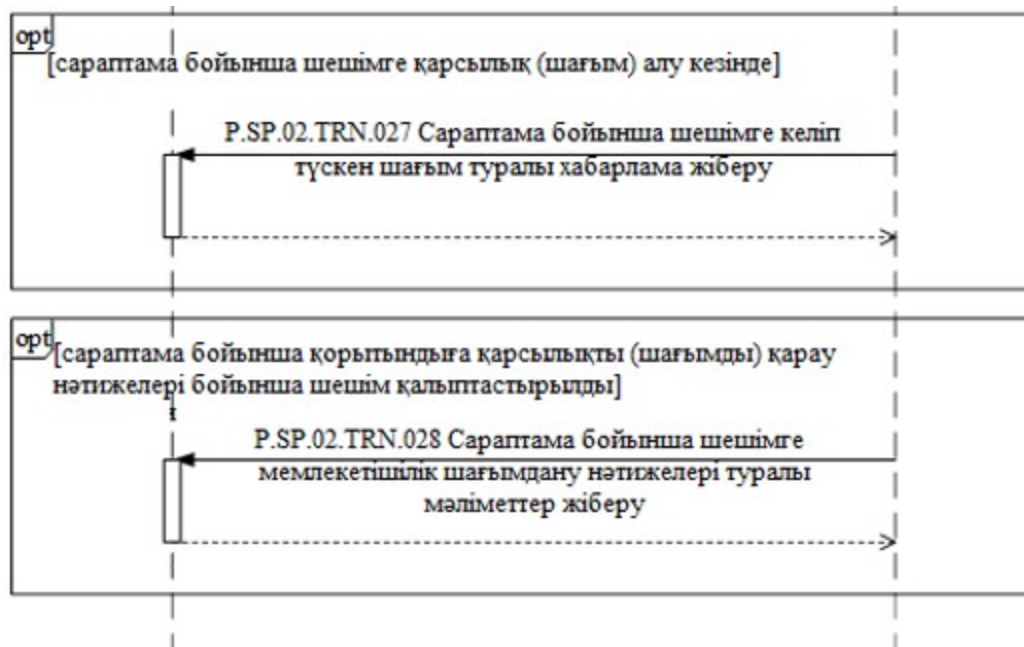 opt
[сараптама бойынша шешімге қарсылық (шағым) алу кезінде]
P.SP.02.TRN.027 Сараптама бойынша шешімге келіп
түскен шағым туралы хабарлама жіберу
opt
[сараптама бойынша қорытындыға қарсылықты (шағымды) қарау
нәтижелері бойынша шешім қалыптастырылды]
P.SP.02.TRN.028 Сараптама бойынша шешімге
мемлекетішілік шағымдану нәтижелері туралы
мәліметтер жіберу